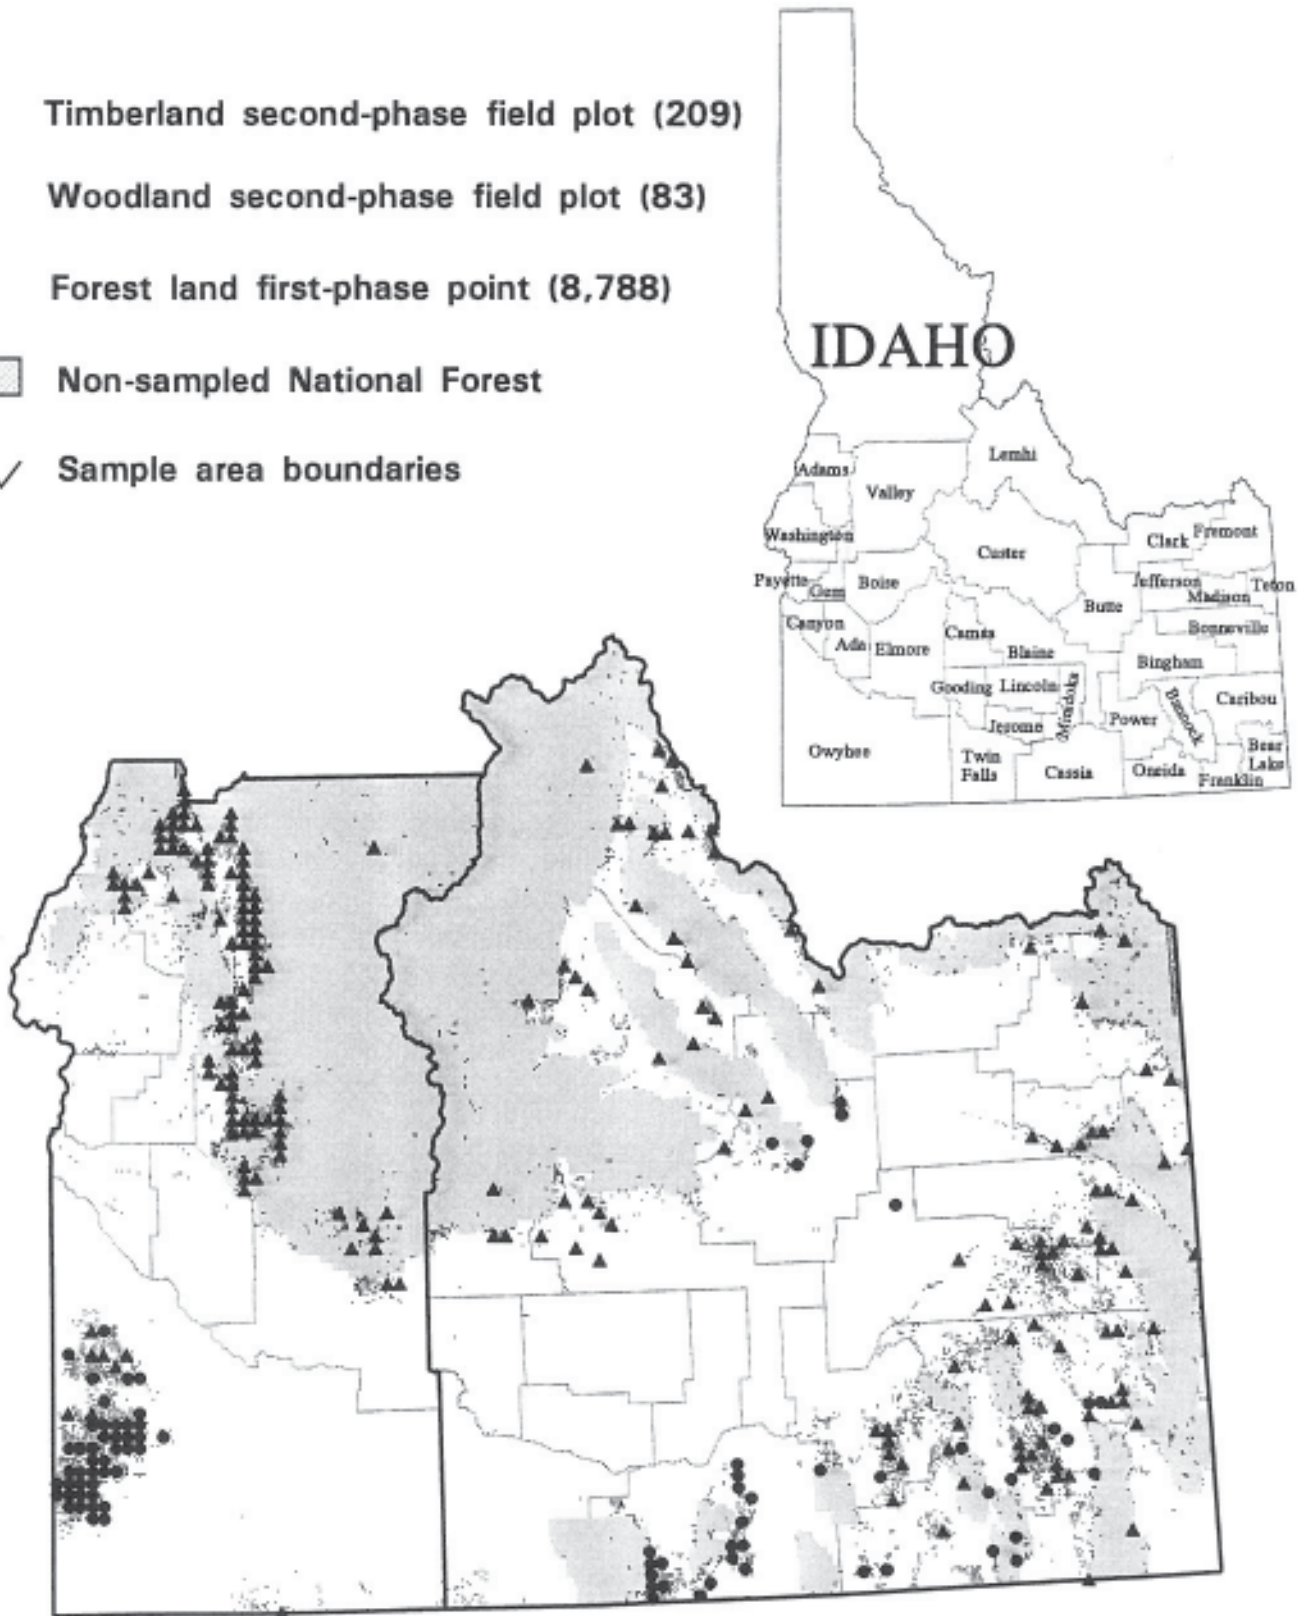 Timberland second-phase field plot (209)
Woodland second-phase field plot (83)
Forest land first-phase point (8,788)
Non-sampled National Forest
Sample area boundaries
IDAHO
Adams
Lemhi
Valley
Washington
Custer
Clark
Fremont
Payette
Gem
Boise
Butte
Jefferson
Madison
Teton
Canyon
Ada
Elmore
Camas
Blaine
Bonneville
Bingham
Gooding
Lincoln
Minidoka
Jerome
Power
Bannock
Caribou
Owyhee
Twin
Falls
Cassia
Oneida
Franklin
Bear
Lake